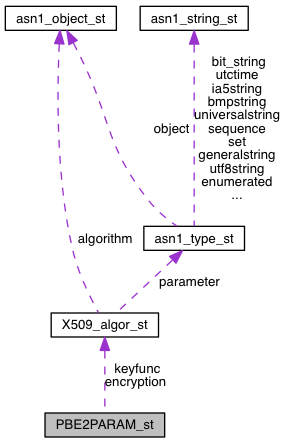 asn1_object_st
asn1_string_st
bit_string
utctime
ia5string
bmpstring
universalstring
object
sequence
set
generalstring
utf8string
enumerated
...
algorithm
asn1_type_st
parameter
X509_algor_st
keyfunc
encryption
PBE2PARAM_st